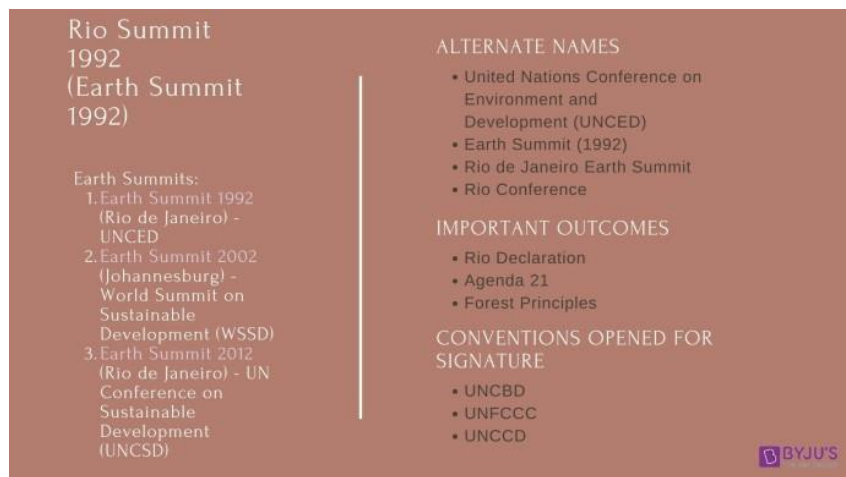 Rio Summit
1992
(Earth Summit
1992)
Earth Summits:
1. Earth Summit 1992
(Rio de Janeiro) -
UNCED
2. Earth Summit 2002
(Johannesburg) -
World Summit on
Sustainable
Development (WSSD)
3. Earth Summit 2012
(Rio de Janeiro) - UN
Conference on
Sustainable
Development
(UNCSD)
ALTERNATE NAMES
• United Nations Conference on
Environment and
Development (UNCED)
• Earth Summit (1992)
• Rio de Janeiro Earth Summit
• Rio Conference
IMPORTANT OUTCOMES
• Rio Declaration
• Agenda 21
• Forest Principles
CONVENTIONS OPENED FOR
SIGNATURE
• UNCBD
• UNFCCC
• UNCCD
BYJU'S